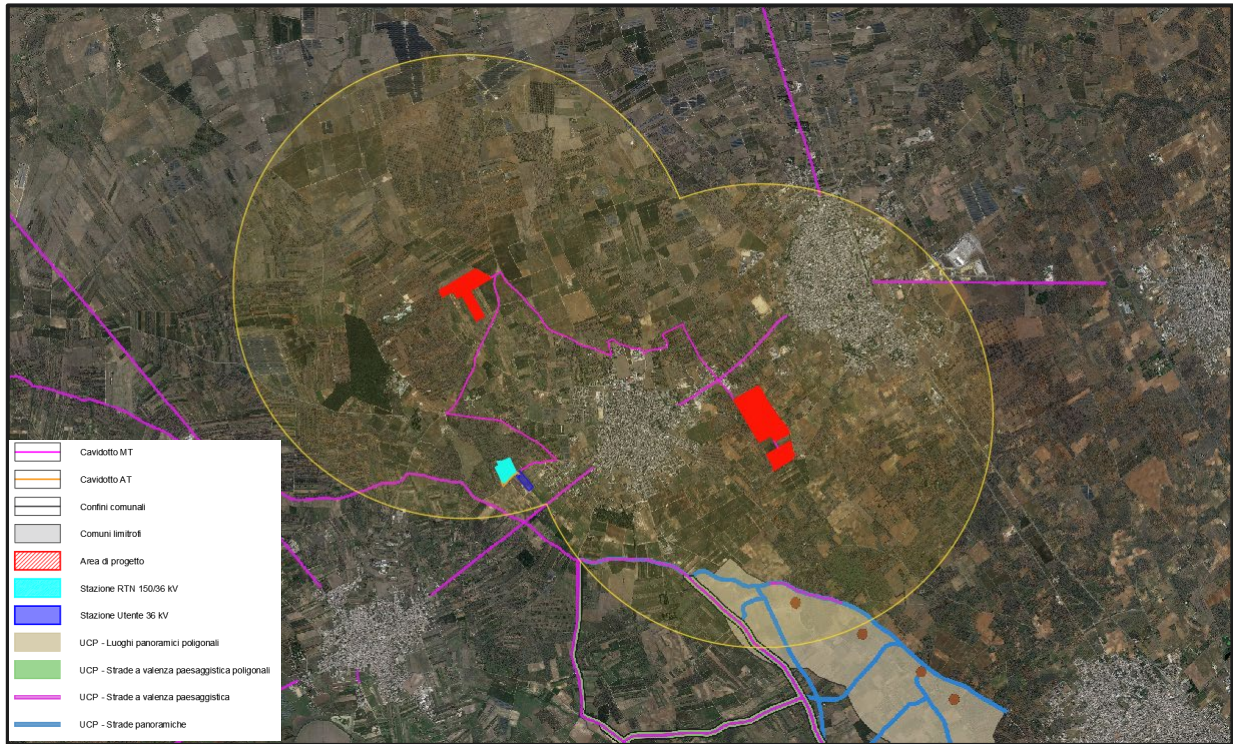 Cavidotto MT
Cavidotto AT
Confini comunali
Comuni limitrofi
Area di progetto
Stazione RTN 150/36 kV
Stazione Utente 36 kV
UCP - Luoghi panoramici poligonali
UCP - Strade a valenza paesaggistica poligonali
UCP - Strade a valenza paesaggistica
UCP - Strade panoramiche